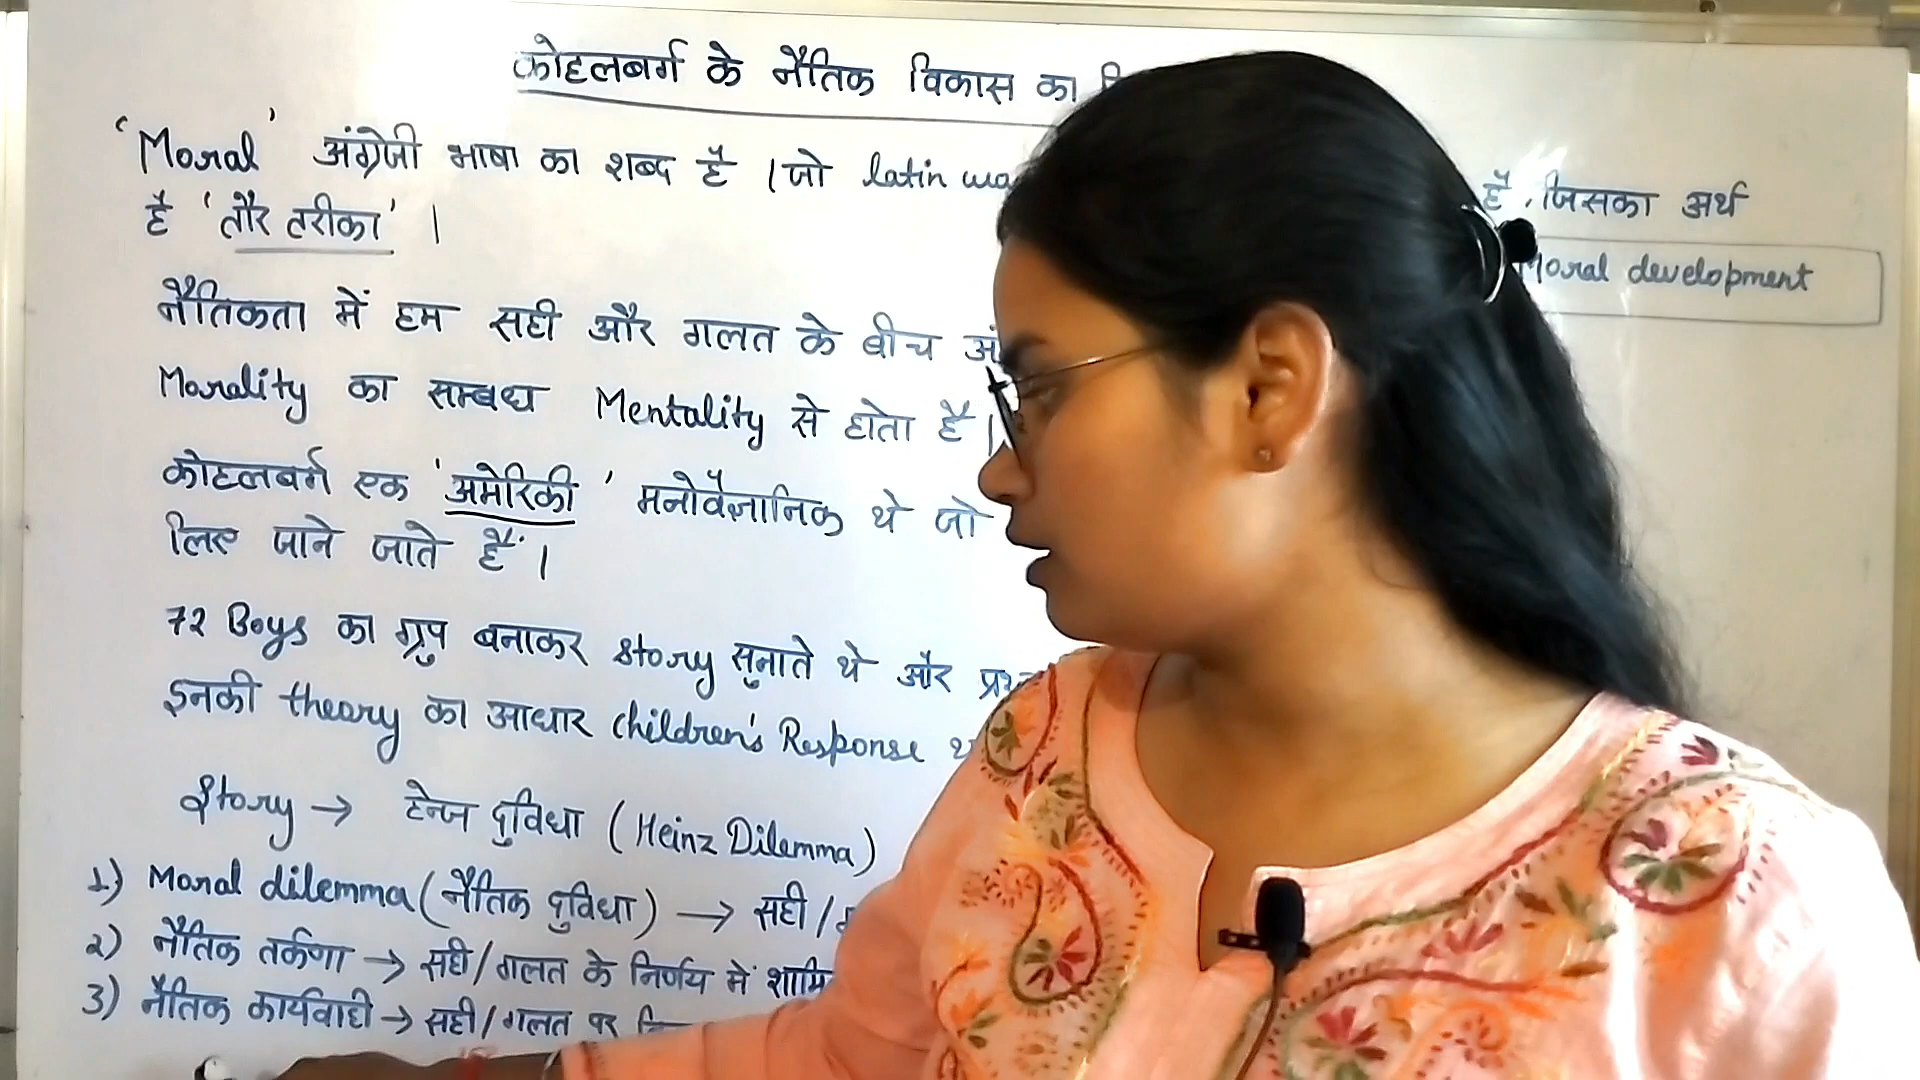 कोहलबर्ग के नैतिक विकास का
'Moral' अंग्रेजी भाषा का शब्द है । जो latin है, जिसका अर्थ
है 'तौर तरीका' ।
Moral development
नैतिकता में हम सही और गलत के बीच
Morality का सम्बंध Mentality से होता है ।
कोहलबर्ग एक 'अमेरिकी' मनोवैज्ञानिक थे जो
लिए जाने जाते हैं ।
72 Boys का ग्रुप बनाकर story सुनाते थे और
इनकी theory का आधार children's Response
Story → हेन्ज दुविधा (Heinz Dilemma)
1) Moral dilemma (नैतिक दुविधा) → सही /
2) नैतिक तर्कणा → सही / गलत के निर्णय में
3) नैतिक कार्यवाही → सही / गलत पर